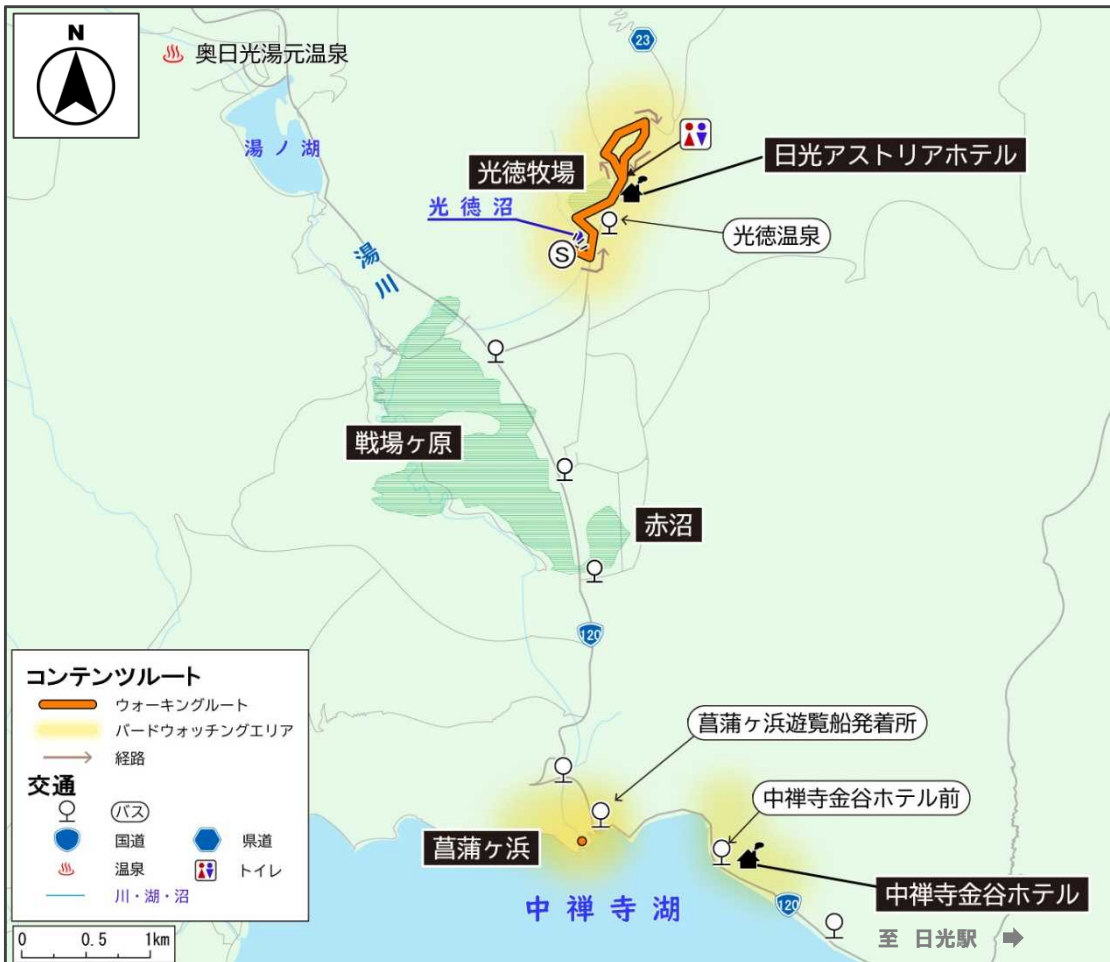 N
奥日光湯元温泉
23
湯ノ湖
光徳牧場
日光アストリアホテル
光徳沼
光徳温泉
S
湯川
戦場ヶ原
赤沼
120
コンテンツルート
ウォーキングルート
バードウォッチングエリア
経路
交通
バス
国道
県道
温泉
トイレ
川・湖・沼
菖蒲ヶ浜遊覧船発着所
中禅寺金谷ホテル前
菖蒲ヶ浜
中禅寺金谷ホテル
中禅寺湖
120
至 日光駅
0 0.5 1km